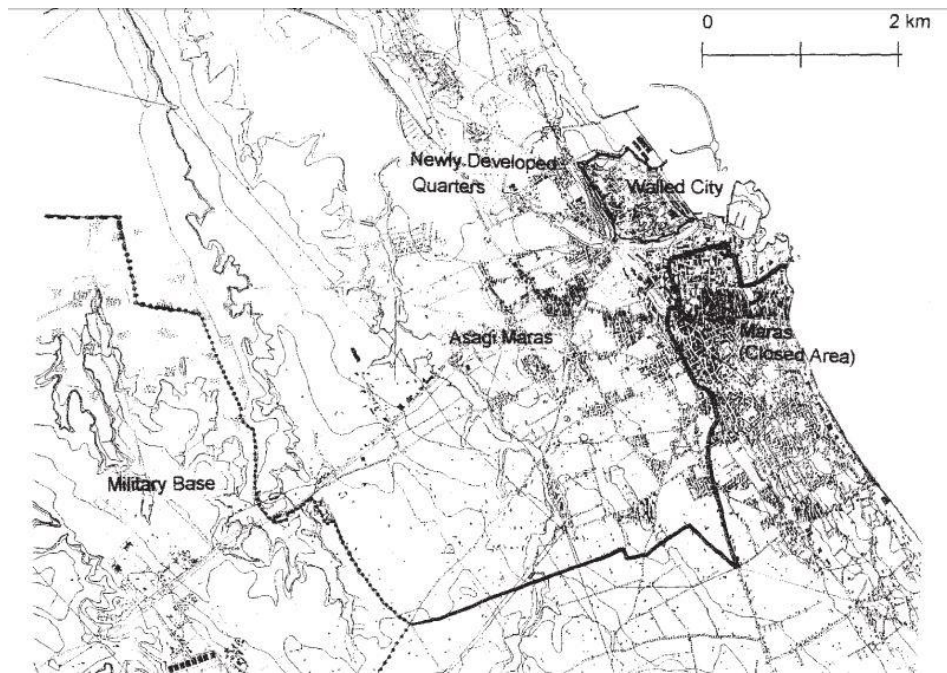 0 2 km
Newly Developed
Quarters
Walled City
Maras
(Closed Area)
Asagi Maras
Military Base